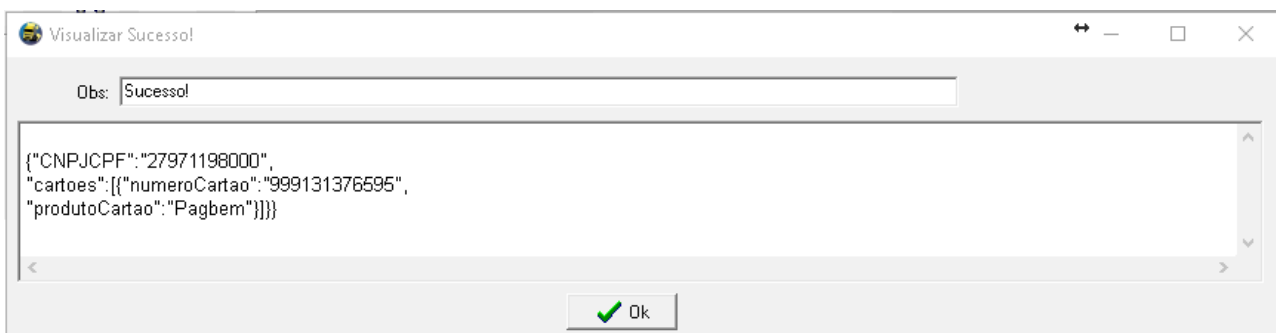 Visualizar Sucesso!
Obs: Sucesso!
{"CNPJCPF":"27971198000",
"cartoes":[{"numeroCartao":"999131376595",
"produtoCartao":"Pagbem"}]}}
Ok